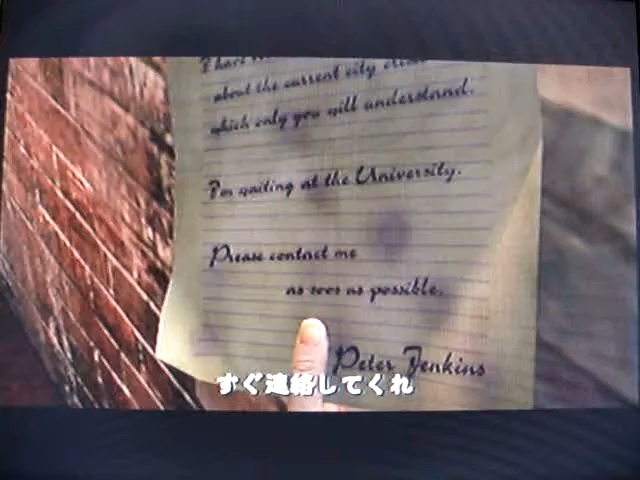 about the current city
which only you will understand.
I'm waiting at the University.
Please contact me
as soon as possible.
Peter Jenkins
すぐ連絡してくれ